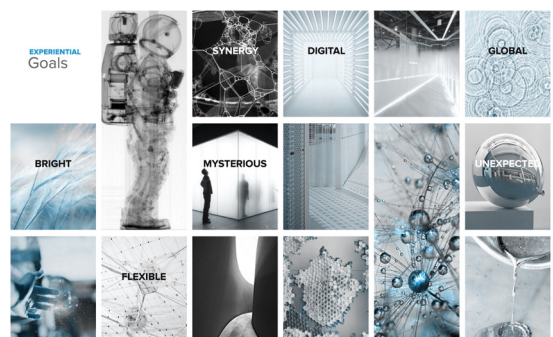 EXPERIENTIAL
Goals
SYNERGY
DIGITAL
GLOBAL
BRIGHT
MYSTERIOUS
UNEXPECTED
FLEXIBLE